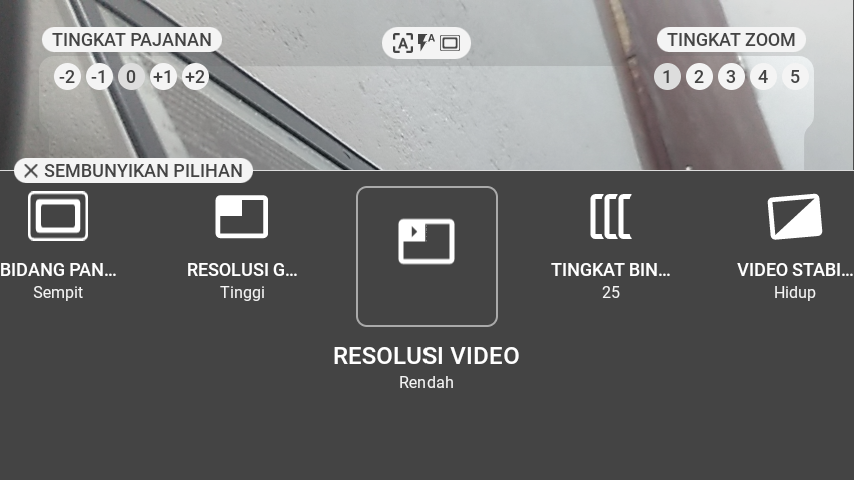 TINGKAT PAJANAN
A
A
TINGKAT ZOOM
-2 -1 0 +1 +2
1 2 3 4 5
SEMBUNYIKAN PILIHAN
BIDANG PAN...
Sempit
RESOLUSI G...
Tinggi
RESOLUSI VIDEO
Rendah
TINGKAT BIN...
25
VIDEO STABI...
Hidup